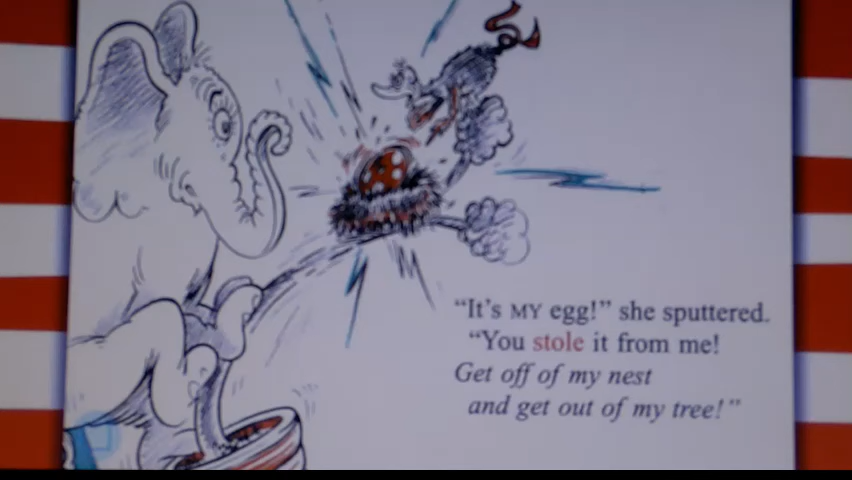 “It’s MY egg!” she sputtered.
“You stole it from me!
Get off of my nest
and get out of my tree!”